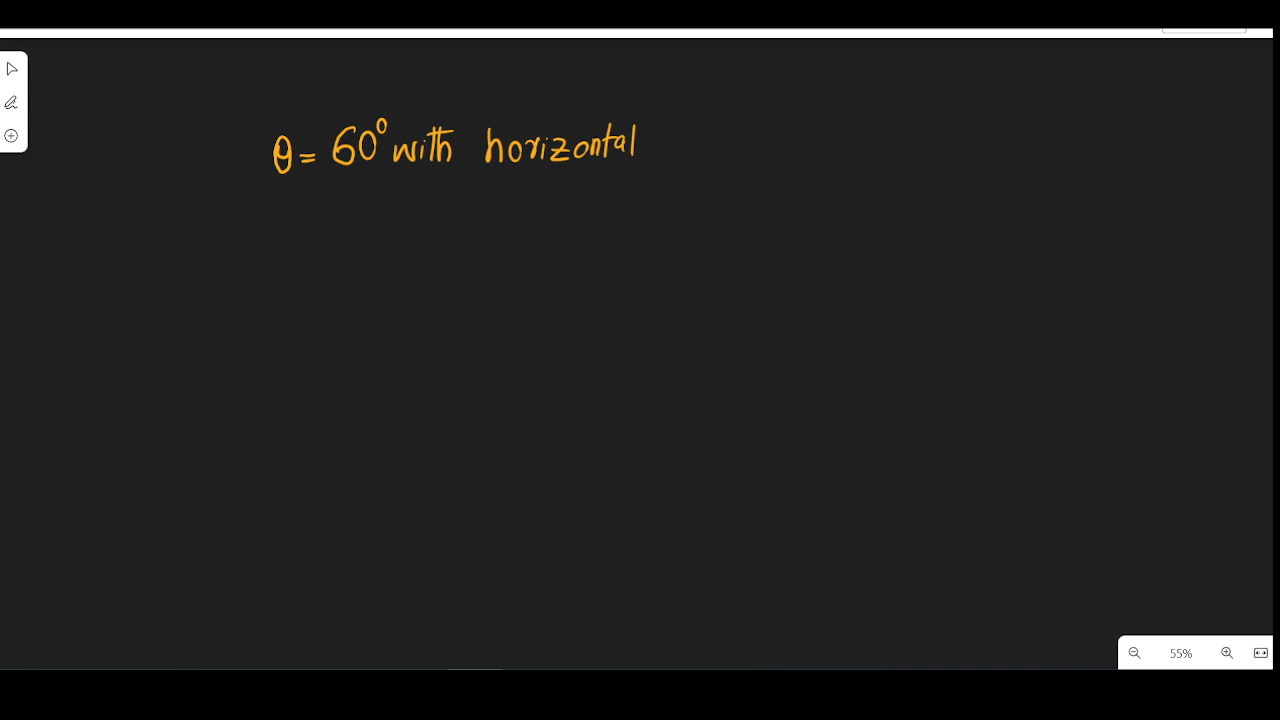 θ = 60° with horizontal
55%